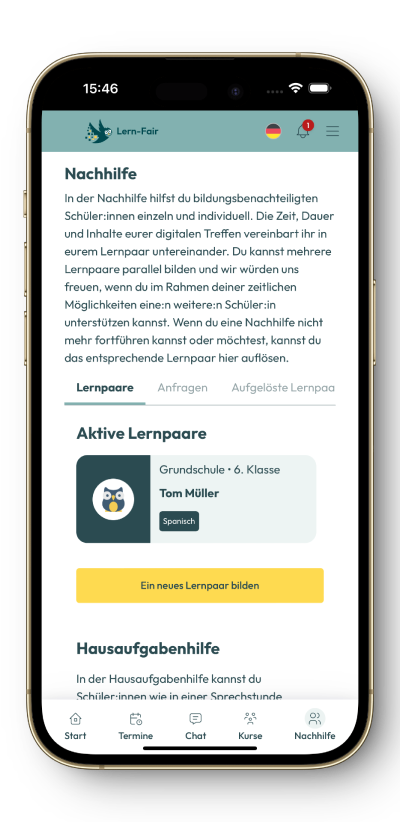 15:46
Lern-Fair
1
Nachhilfe
In der Nachhilfe hilfst du bildungsbenachteiligten
Schüler:innen einzeln und individuell. Die Zeit, Dauer
und Inhalte eurer digitalen Treffen vereinbart ihr in
eurem Lernpaar untereinander. Du kannst mehrere
Lernpaare parallel bilden und wir würden uns
freuen, wenn du im Rahmen deiner zeitlichen
Möglichkeiten eine:n weitere:n Schüler:in
unterstützen kannst. Wenn du eine Nachhilfe nicht
mehr fortführen kannst oder möchtest, kannst du
das entsprechende Lernpaar hier auflösen.
Lernpaare Anfragen Aufgelöste Lernpaa
Aktive Lernpaare
Grundschule • 6. Klasse
Tom Müller
Spanisch
Ein neues Lernpaar bilden
Hausaufgabenhilfe
In der Hausaufgabenhilfe kannst du
Schüler:innen wie in einer Sprechstunde
Start Termine Chat Kurse Nachhilfe